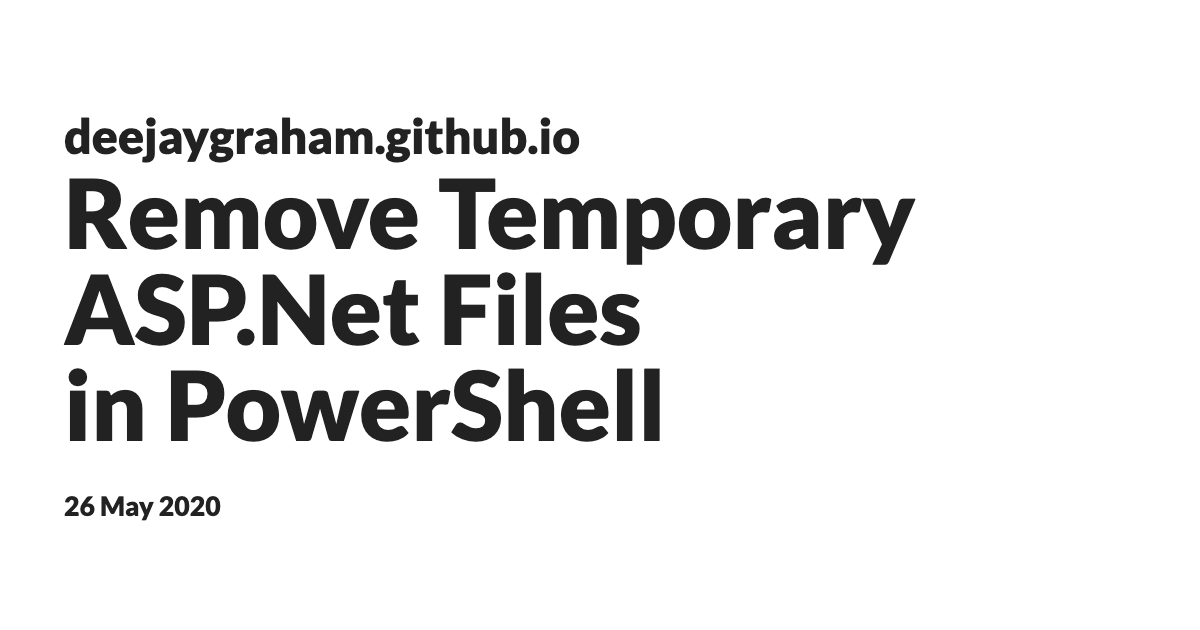 deejaygraham.github.io
Remove Temporary
ASP.Net Files
in PowerShell
26 May 2020